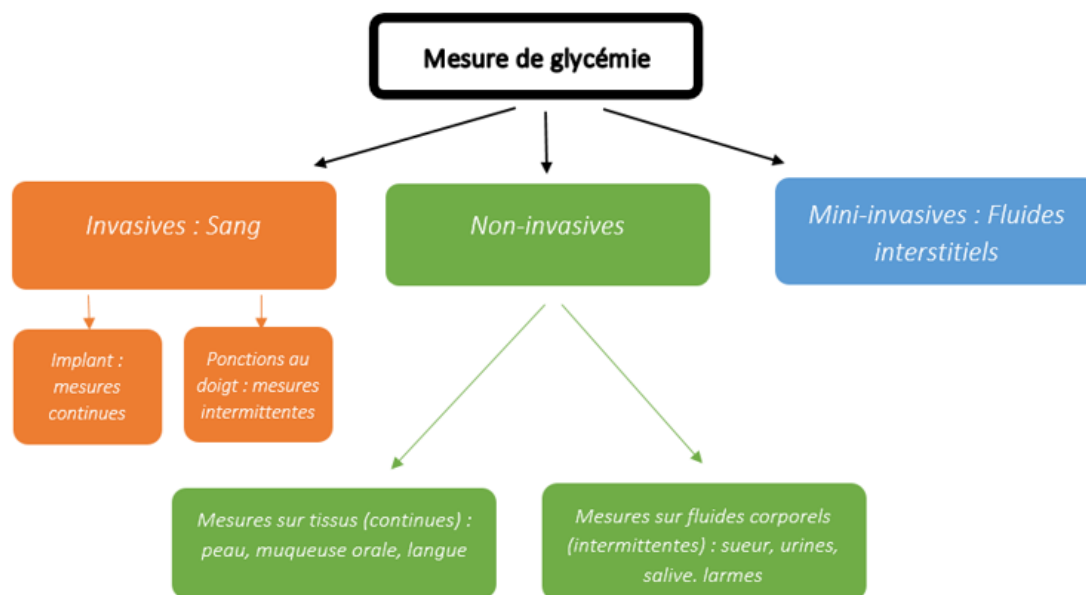 Mesure de glycémie
Invasives : Sang
Non-invasives
Mini-invasives : Fluides
interstitiels
Implant :
mesures
continues
Ponctions au
doigt : mesures
intermittentes
Mesures sur tissus (continues) :
peau, muqueuse orale, langue
Mesures sur fluides corporels
(intermittentes) : sueur, urines,
salive. larmes